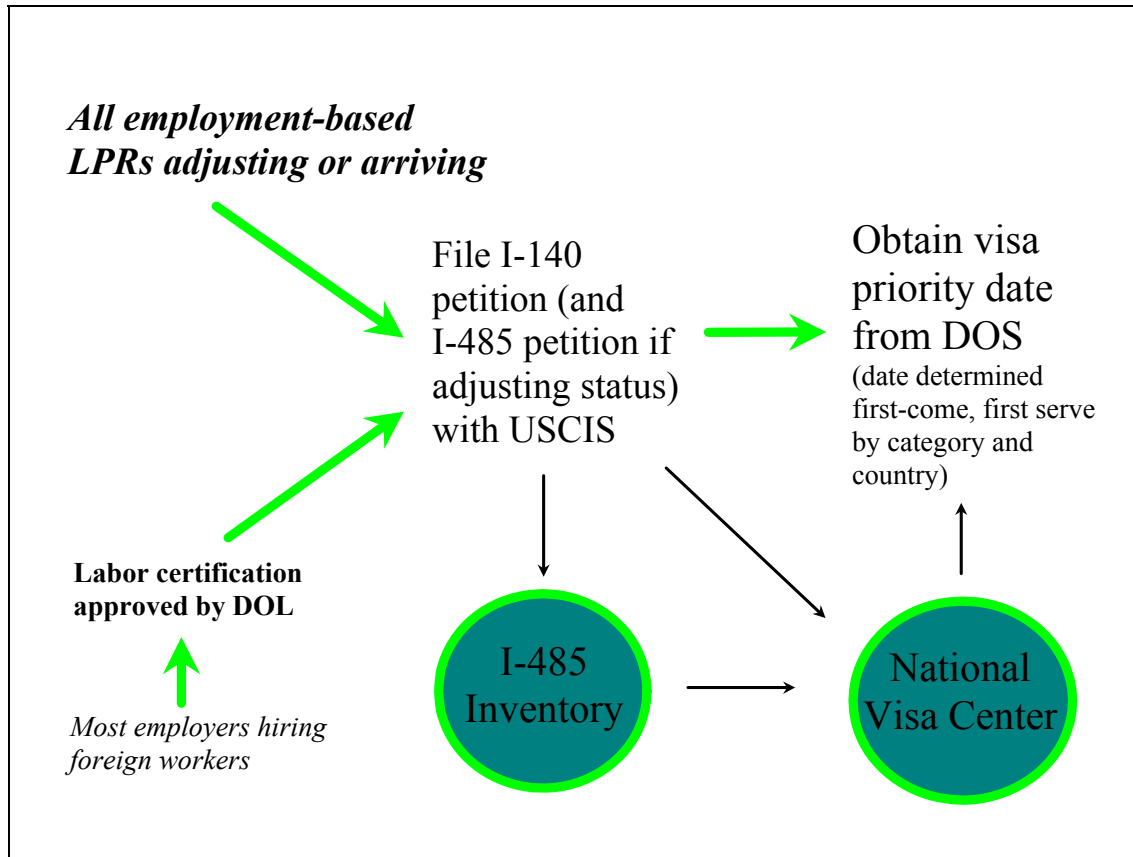 All employment-based
LPRs adjusting or arriving
File I-140
petition (and
I-485 petition if
adjusting status)
with USCIS
Obtain visa
priority date
from DOS
(date determined
first-come, first serve
by category and
country)
Labor certification
approved by DOL
Most employers hiring
foreign workers
I-485
Inventory
National
Visa Center